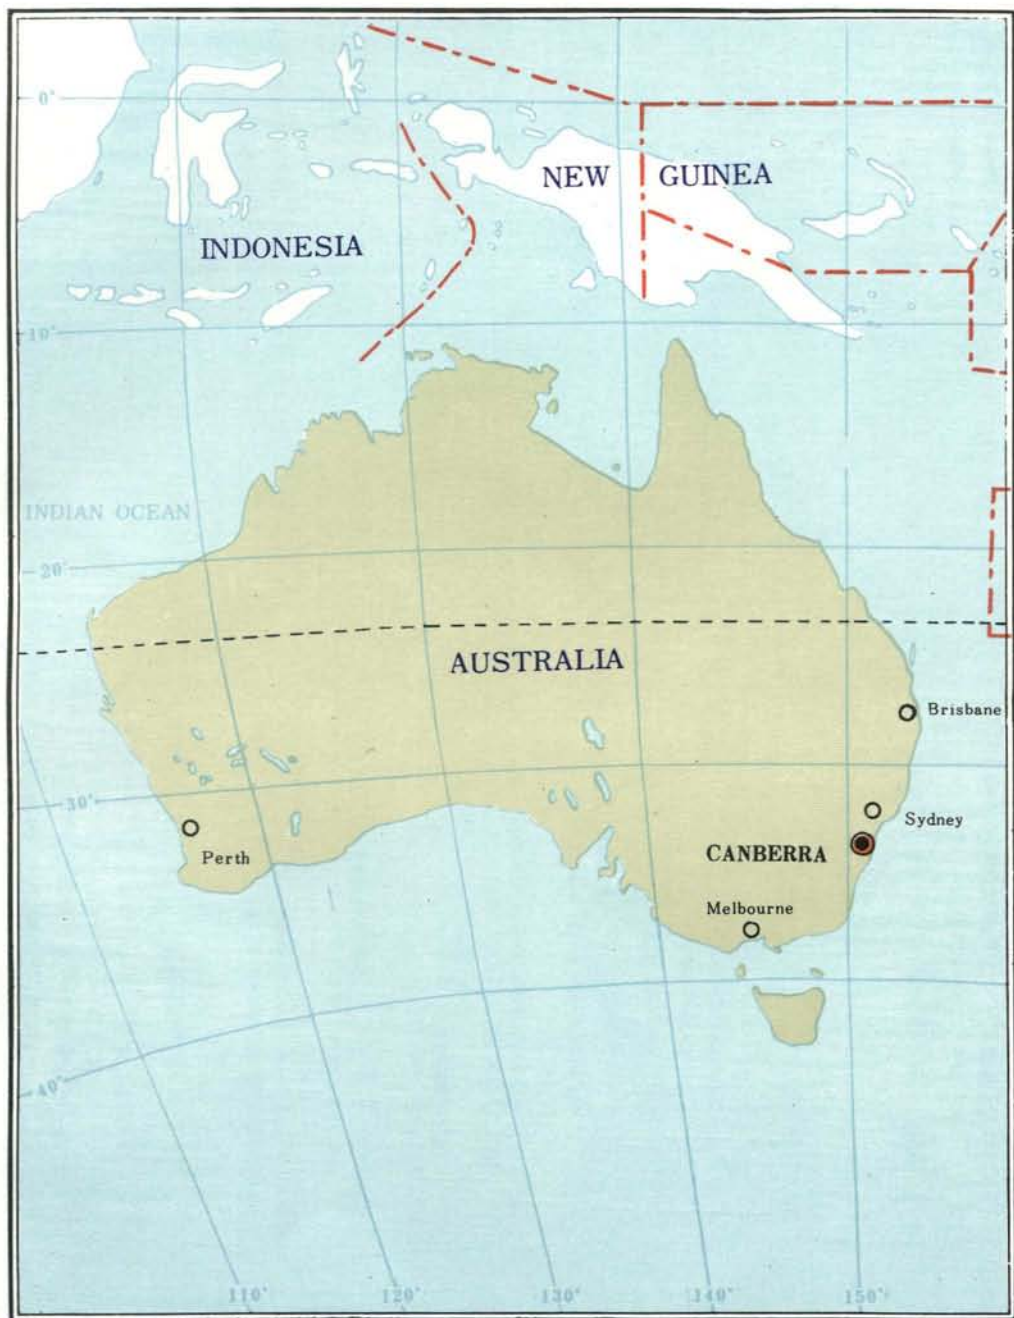 0°
NEW GUINEA
INDONESIA
10°
INDIAN OCEAN
20°
AUSTRALIA
Brisbane
30°
Sydney
Perth
CANBERRA
Melbourne
40°
110° 120° 130° 140° 150°